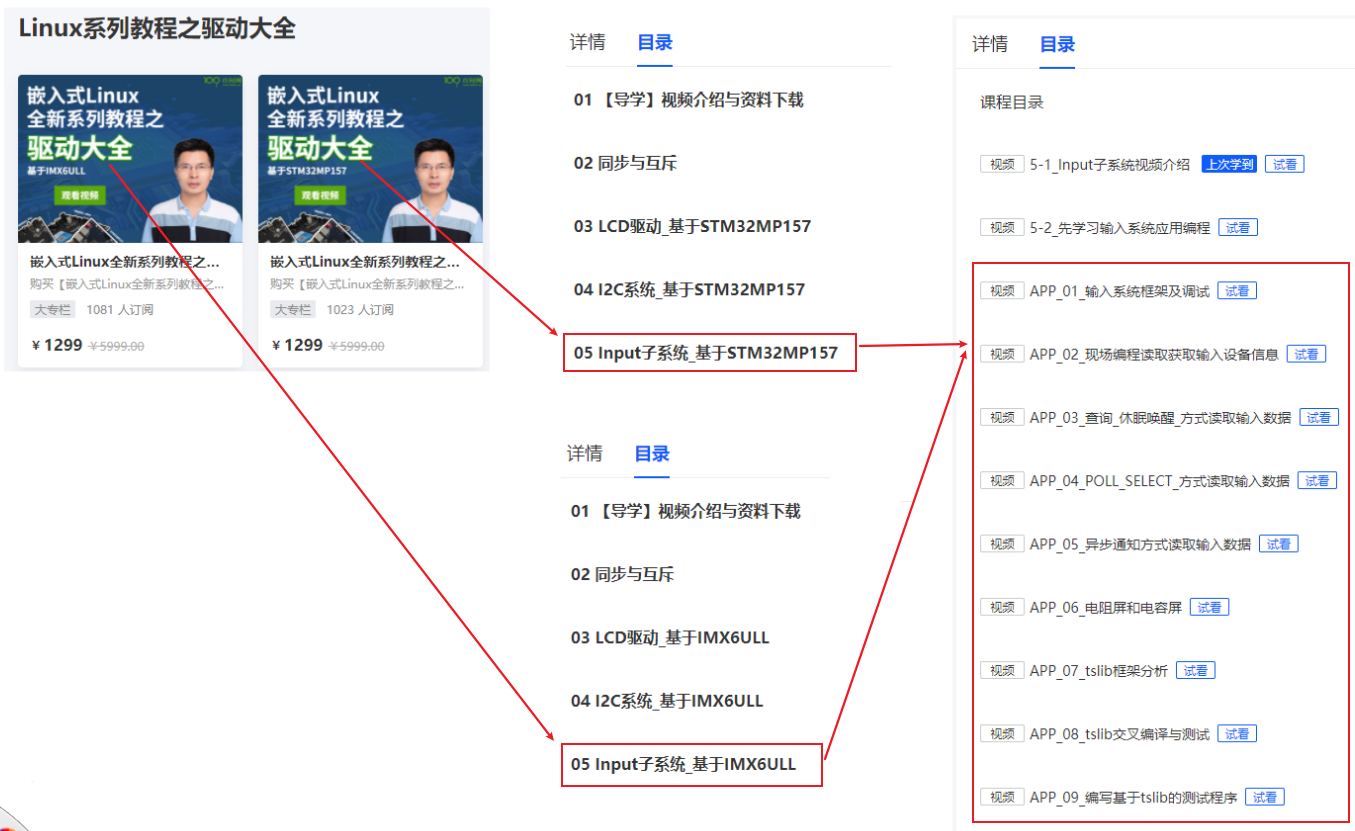 Linux系列教程之驱动大全
嵌入式Linux
全新系列教程之
驱动大全
基于IMX6ULL
观看视频
嵌入式Linux全新系列教程之...
购买【嵌入式Linux全新系列教程之...
大专栏 1081 人订阅
¥ 1299 ¥5999.00
嵌入式Linux
全新系列教程之
驱动大全
基于STM32MP157
观看视频
嵌入式Linux全新系列教程之...
购买【嵌入式Linux全新系列教程之...
大专栏 1023 人订阅
¥ 1299 ¥5999.00
详情 目录
01 【导学】视频介绍与资料下载
02 同步与互斥
03 LCD驱动_基于STM32MP157
04 I2C系统_基于STM32MP157
05 Input子系统_基于STM32MP157
详情 目录
01 【导学】视频介绍与资料下载
02 同步与互斥
03 LCD驱动_基于IMX6ULL
04 I2C系统_基于IMX6ULL
05 Input子系统_基于IMX6ULL
详情 目录
课程目录
视频 5-1_Input子系统视频介绍 上次学到 试看
视频 5-2_先学习输入系统应用编程 试看
视频 APP_01_输入系统框架及调试 试看
视频 APP_02_现场编程读取获取输入设备信息 试看
视频 APP_03_查询_休眠唤醒_方式读取输入数据 试看
视频 APP_04_POLL_SELECT_方式读取输入数据 试看
视频 APP_05_异步通知方式读取输入数据 试看
视频 APP_06_电阻屏和电容屏 试看
视频 APP_07_tslib框架分析 试看
视频 APP_08_tslib交叉编译与测试 试看
视频 APP_09_编写基于tslib的测试程序 试看